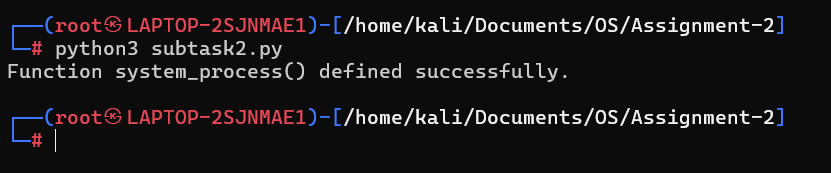 ┌──(root㉿LAPTOP-2SJNMAE1)-[/home/kali/Documents/OS/Assignment-2]
└─# python3 subtask2.py
Function system_process() defined successfully.
┌──(root㉿LAPTOP-2SJNMAE1)-[/home/kali/Documents/OS/Assignment-2]
└─#